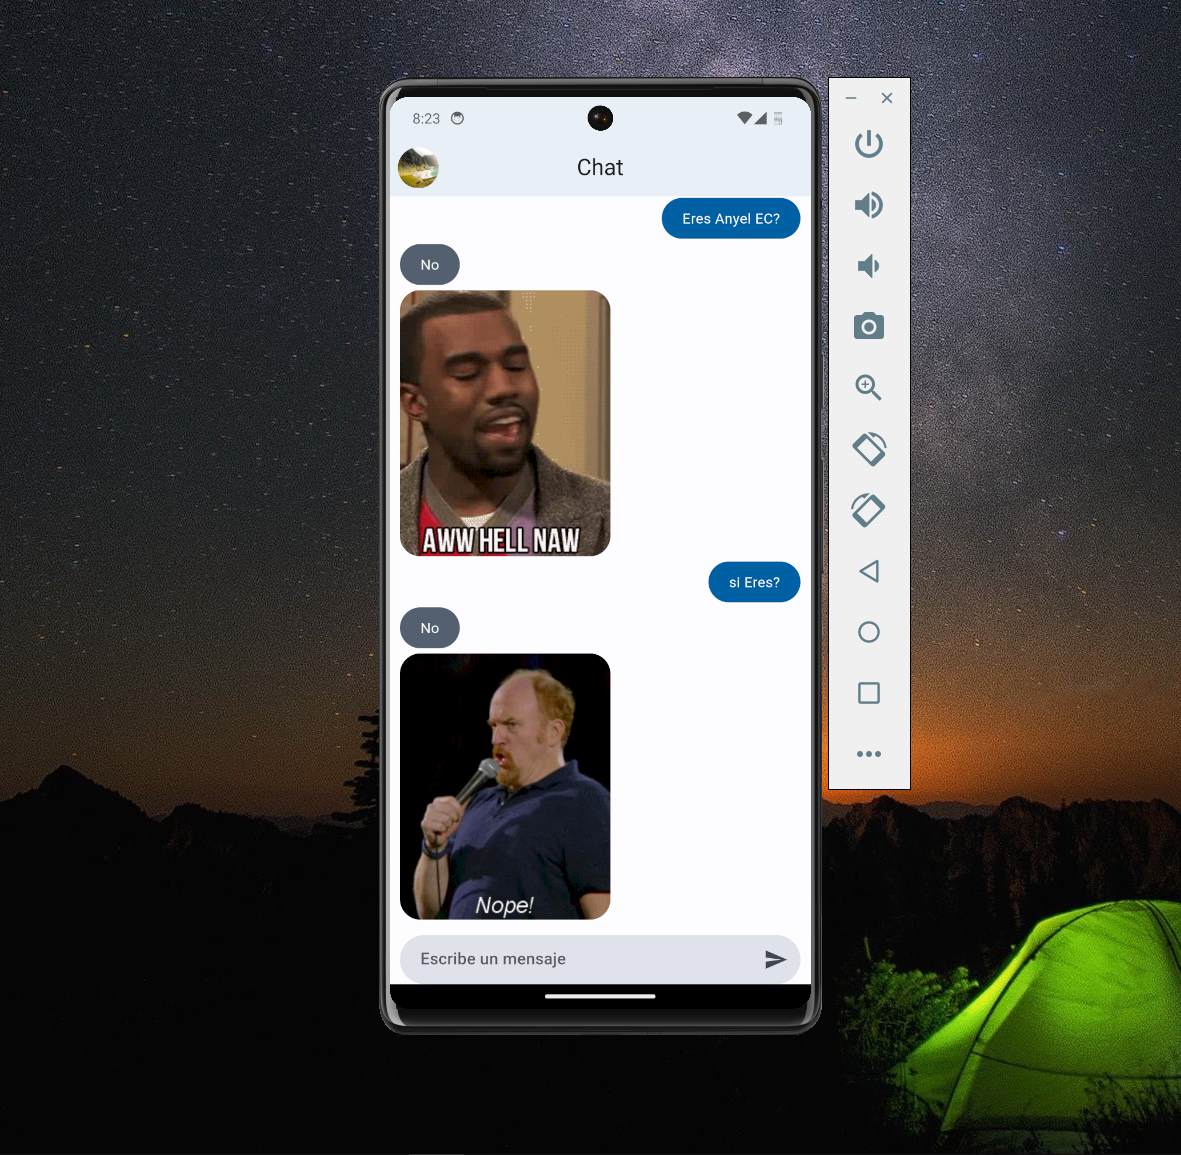 8:23
Chat
Eres Anyel EC?
No
AWW HELL NAW
si Eres?
No
Nope!
Escribe un mensaje